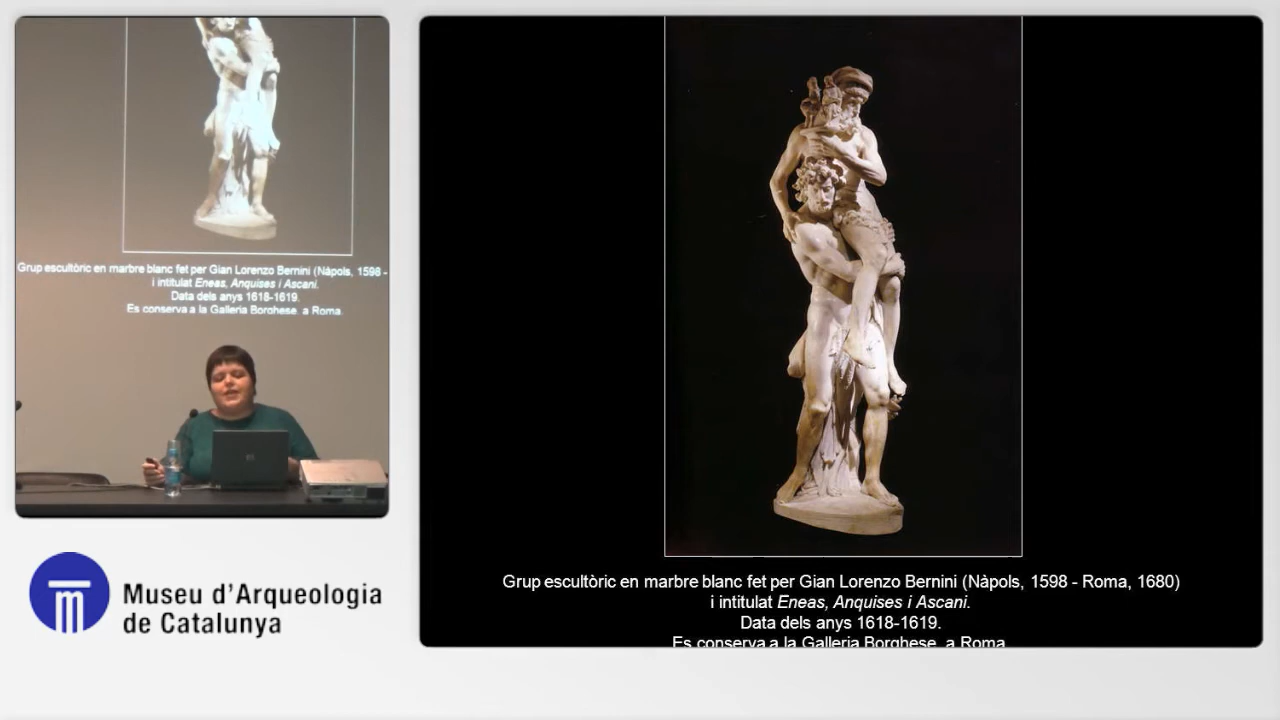 Grup escultòric en marbre blanc fet per Gian Lorenzo Bernini (Nàpols, 1598 -
i intitulat Eneas, Anquises i Ascani.
Data dels anys 1618-1619.
Es conserva a la Galleria Borghese a Roma.
Museu d'Arqueologia
de Catalunya
Grup escultòric en marbre blanc fet per Gian Lorenzo Bernini (Nàpols, 1598 - Roma, 1680)
i intitulat Eneas, Anquises i Ascani.
Data dels anys 1618-1619.
Es conserva a la Galleria Borghese a Roma